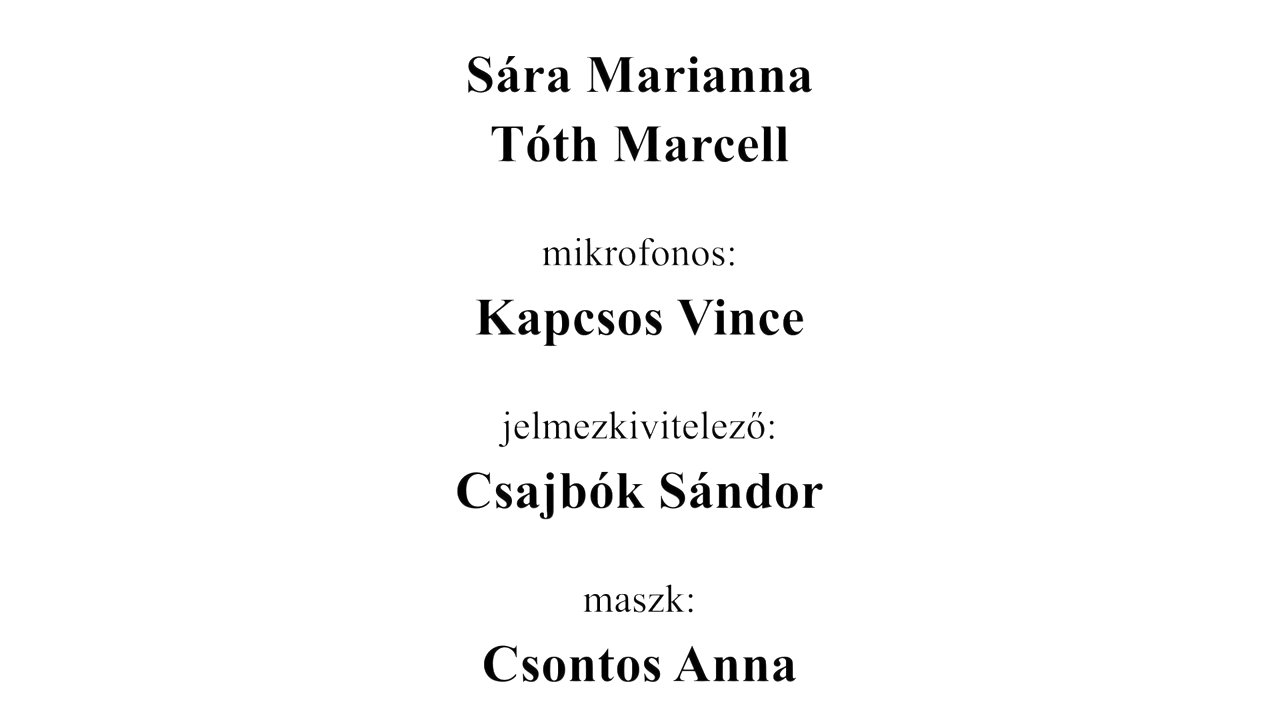 Sára Marianna
Tóth Marcell
mikrofonos:
Kapcsos Vince
jelmezkivitelező:
Csajbók Sándor
maszk:
Csontos Anna